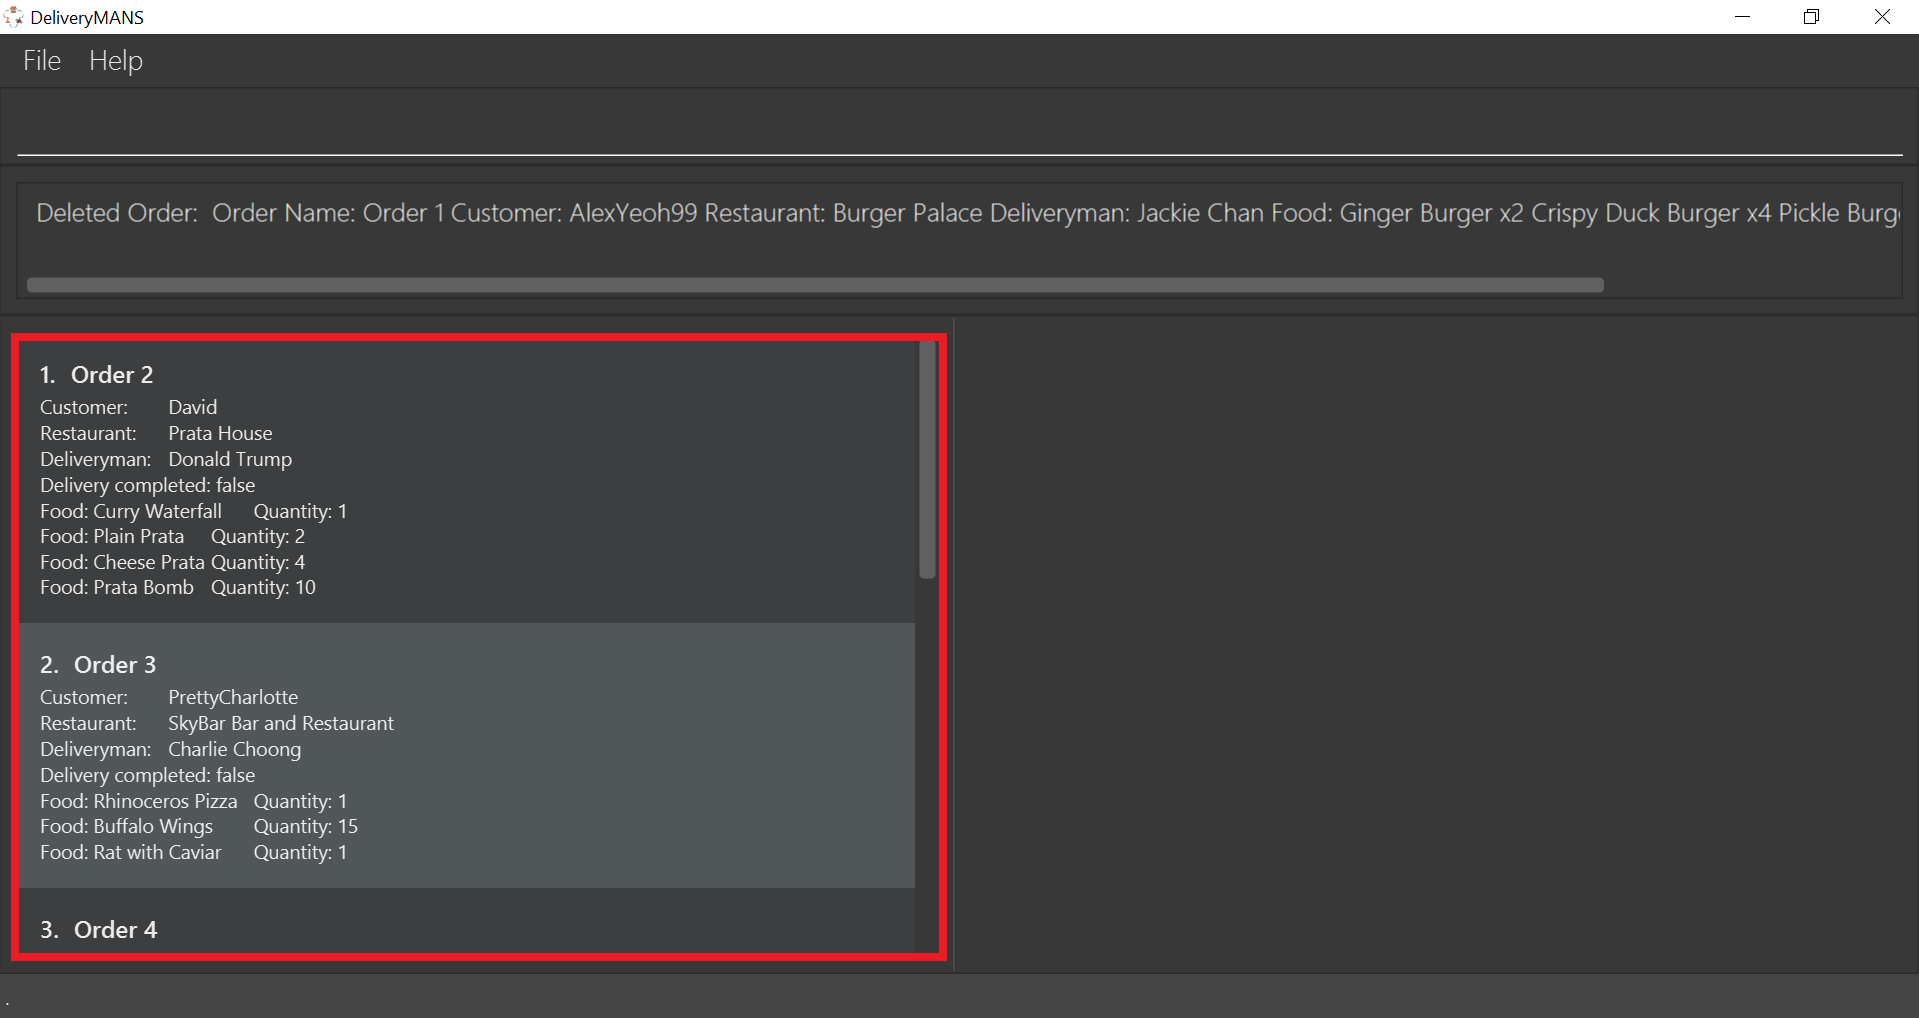 DeliveryMANS
File Help
Deleted Order: Order Name: Order 1 Customer: AlexYeoh99 Restaurant: Burger Palace Deliveryman: Jackie Chan Food: Ginger Burger x2 Crispy Duck Burger x4 Pickle Burg
1. Order 2
Customer: David
Restaurant: Prata House
Deliveryman: Donald Trump
Delivery completed: false
Food: Curry Waterfall Quantity: 1
Food: Plain Prata Quantity: 2
Food: Cheese Prata Quantity: 4
Food: Prata Bomb Quantity: 10
2. Order 3
Customer: PrettyCharlotte
Restaurant: SkyBar Bar and Restaurant
Deliveryman: Charlie Choong
Delivery completed: false
Food: Rhinoceros Pizza Quantity: 1
Food: Buffalo Wings Quantity: 15
Food: Rat with Caviar Quantity: 1
3. Order 4
.